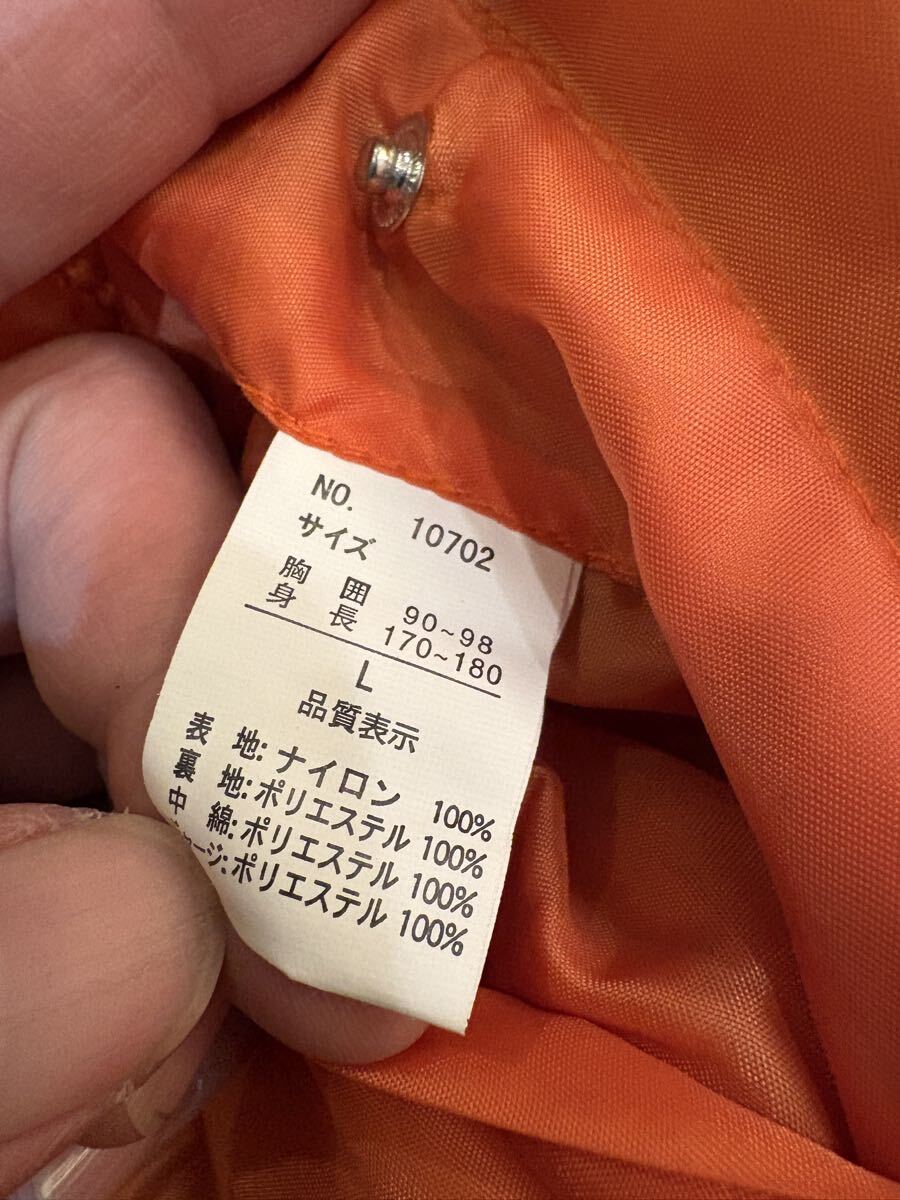 NO. 10702
サイズ
胸囲 90~98
身長 170~180
L
品質表示
表地:ナイロン 100%
裏地:ポリエステル 100%
中綿:ポリエステル 100%
ージ:ポリエステル 100%